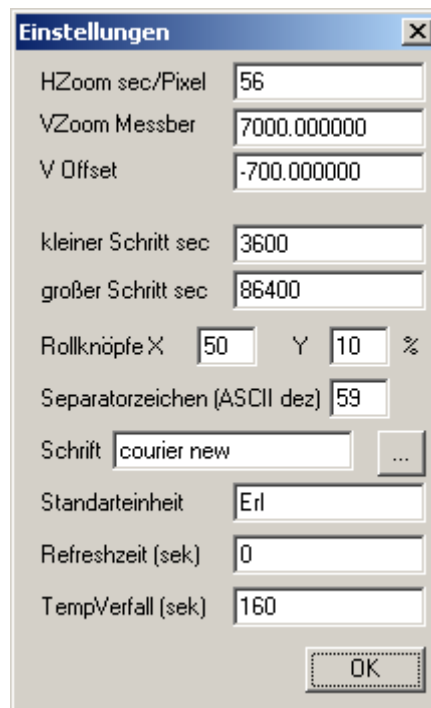 Einstellungen
HZoom sec/Pixel 56
VZoom Messber 7000.000000
V Offset -700.000000
kleiner Schritt sec 3600
großer Schritt sec 86400
Rollknöpfe X 50 Y 10 %
Separatorzeichen (ASCII dez) 59
Schrift courier new ...
Standarteinheit Erl
Refreshzeit (sek) 0
TempVerfall (sek) 160
OK